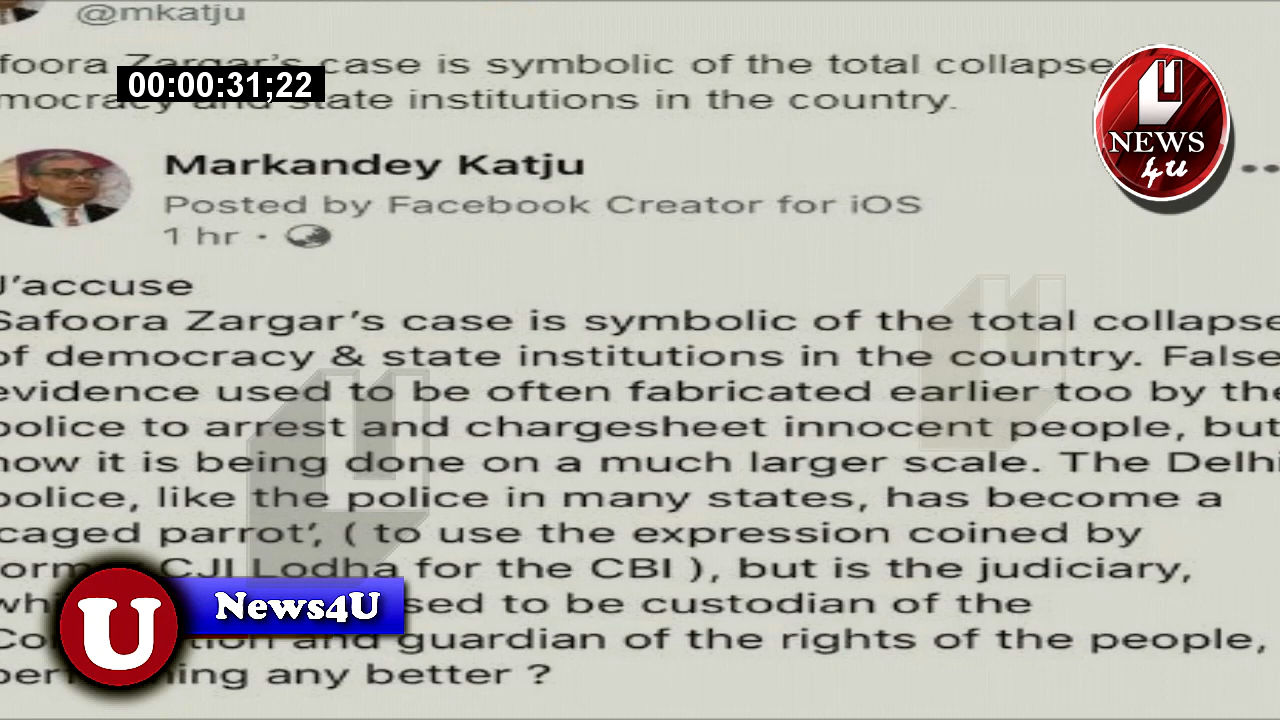 @mkatju
foora Zargar's case is symbolic of the total collapse
mocracy and state institutions in the country.
00:00:31;22
NEWS
4U
Markandey Katju
Posted by Facebook Creator for iOS
1 hr ·
J'accuse
Safoora Zargar's case is symbolic of the total collapse
of democracy & state institutions in the country. False
evidence used to be often fabricated earlier too by the
police to arrest and chargesheet innocent people, but
now it is being done on a much larger scale. The Delhi
police, like the police in many states, has become a
caged parrot', ( to use the expression coined by
CJI Lodha for the CBI ), but is the judiciary,
sed to be custodian of the
and guardian of the rights of the people,
ing any better ?
U News4U